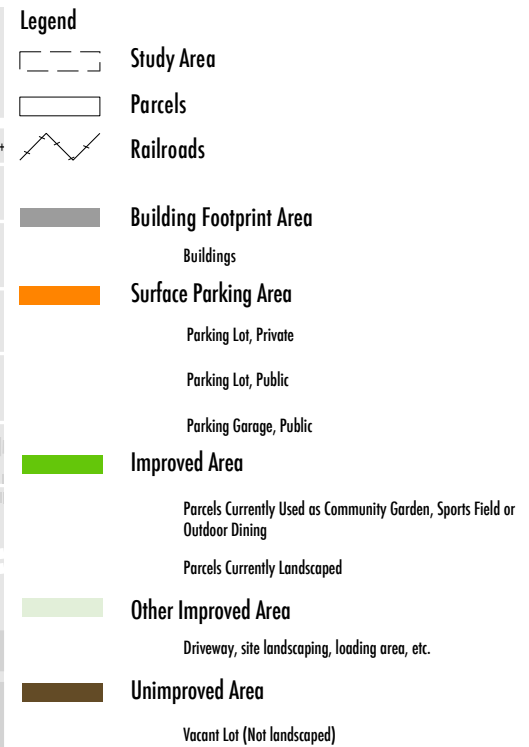 Legend
Study Area
Parcels
Railroads
Building Footprint Area
Buildings
Surface Parking Area
Parking Lot, Private
Parking Lot, Public
Parking Garage, Public
Improved Area
Parcels Currently Used as Community Garden, Sports Field or
Outdoor Dining
Parcels Currently Landscaped
Other Improved Area
Driveway, site landscaping, loading area, etc.
Unimproved Area
Vacant Lot (Not landscaped)